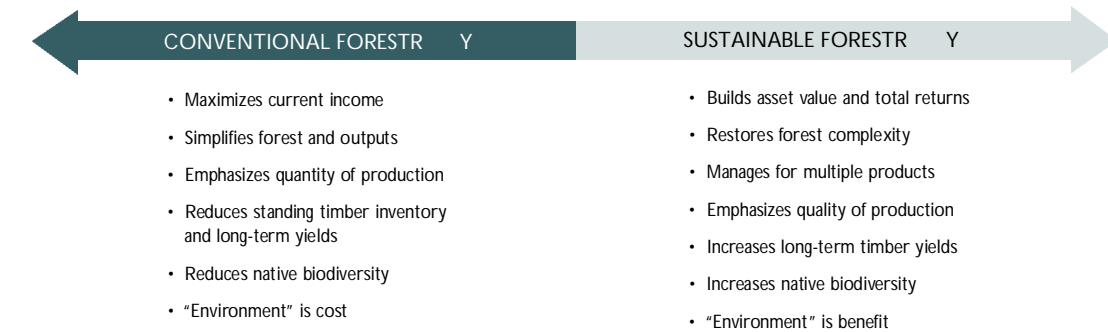 CONVENTIONAL FORESTR Y
• Maximizes current income
• Simplifies forest and outputs
• Emphasizes quantity of production
• Reduces standing timber inventory
and long-term yields
• Reduces native biodiversity
• “Environment” is cost
SUSTAINABLE FORESTR Y
• Builds asset value and total returns
• Restores forest complexity
• Manages for multiple products
• Emphasizes quality of production
• Increases long-term timber yields
• Increases native biodiversity
• “Environment” is benefit